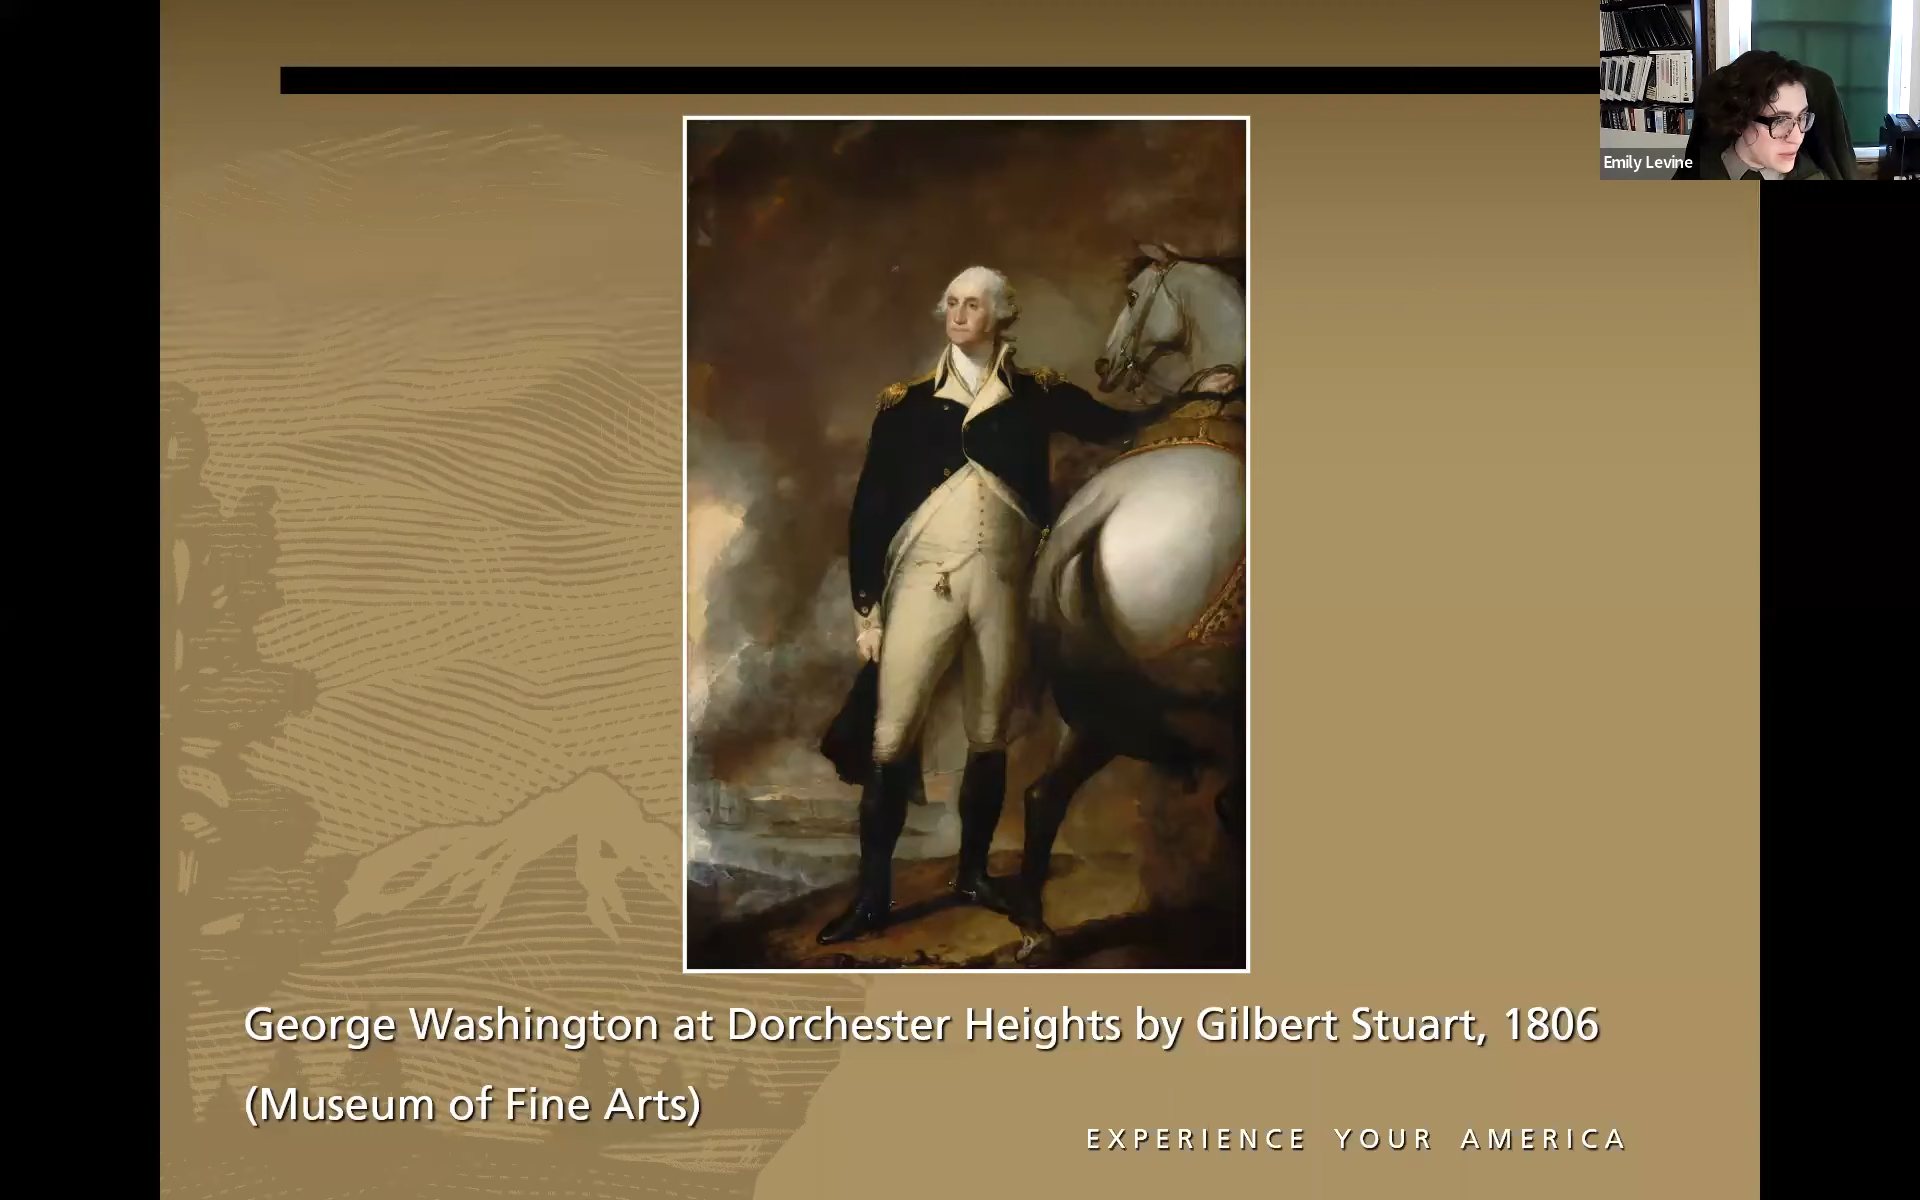 Emily Levine
George Washington at Dorchester Heights by Gilbert Stuart, 1806
(Museum of Fine Arts)
EXPERIENCE YOUR AMERICA